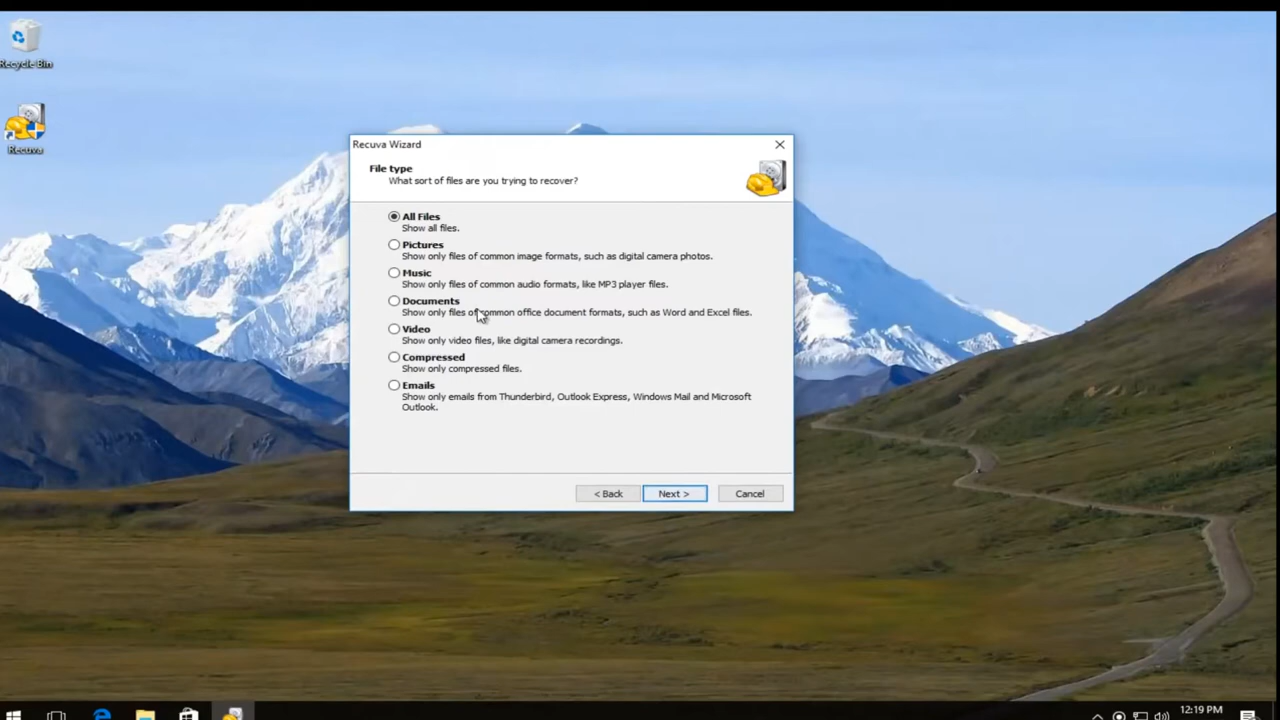 Recycle Bin
Recuva
Recuva Wizard
File type
What sort of files are you trying to recover?
All Files
Show all files.
Pictures
Show only files of common image formats, such as digital camera photos.
Music
Show only files of common audio formats, like MP3 player files.
Documents
Show only files of common office document formats, such as Word and Excel files.
Video
Show only video files, like digital camera recordings.
Compressed
Show only compressed files.
Emails
Show only emails from Thunderbird, Outlook Express, Windows Mail and Microsoft
Outlook.
< Back
Next >
Cancel
12:19 PM